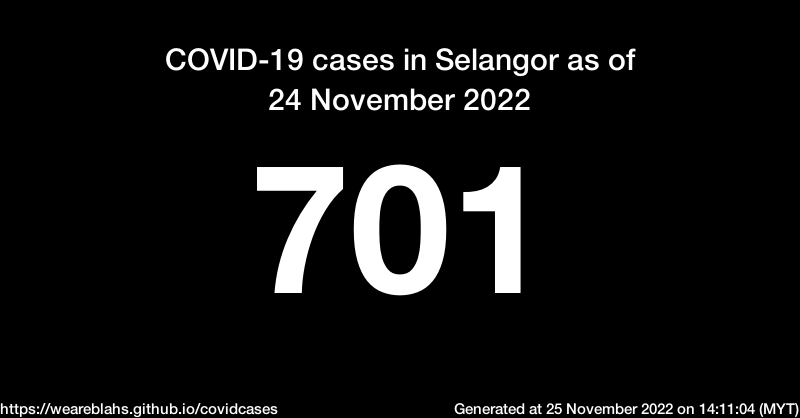 COVID-19 cases in Selangor as of
24 November 2022
701
https://weareblahs.github.io/covidcases
Generated at 25 November 2022 on 14:11:04 (MYT)